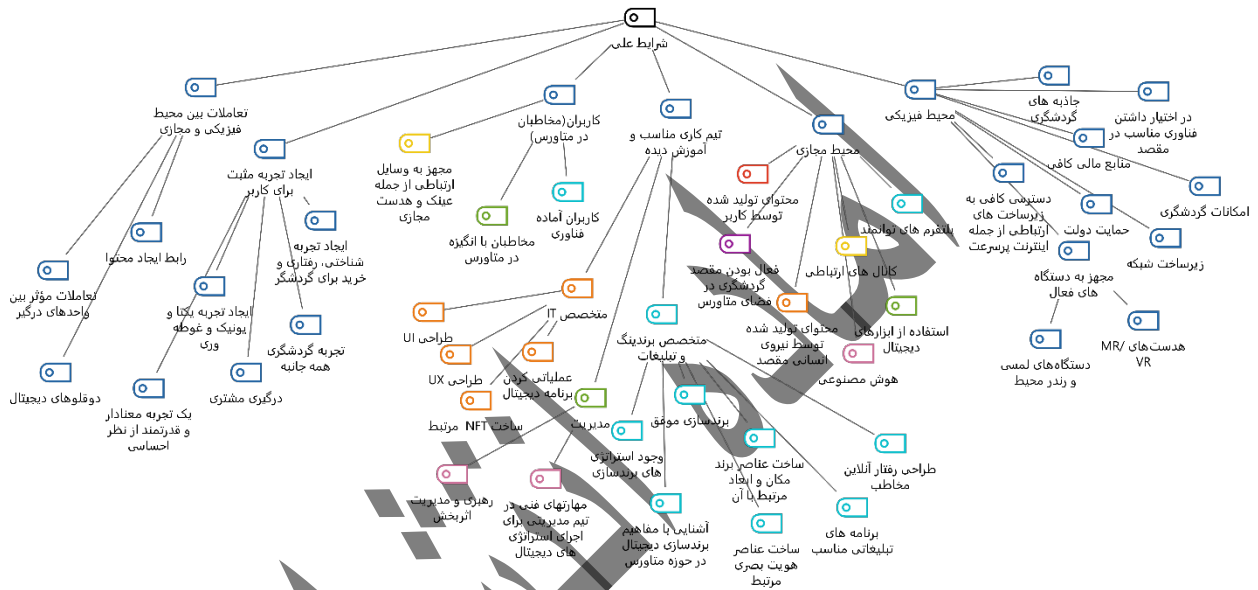 شرایط علی
تعاملات بین محیط
فیزیکی و مجازی
تعاملات مؤثر بین
واحدهای درگیر
دوقلوهای دیجیتال
رابط ایجاد محتوا
یک تجربه معنادار
و قدرتمند از نظر
احساسی
ایجاد تجربه مثبت
برای کاربر
ایجاد تجربه یکتا و
یونیک و غوطه
وری
درگیری مشتری
ایجاد تجربه
شناختی، رفتاری و
خرید برای گردشگر
تجربه گردشگری
همه جانبه
کاربران(مخاطبان
در متاورس)
مجهز به وسایل
ارتباطی از جمله
عینک و هدست
مجازی
مخاطبان با انگیزه
در متاورس
کاربران آماده
فناوری
تیم کاری مناسب و
آموزش دیده
متخصص IT
طراحی UI
طراحی UX
ساخت NFT مرتبط
عملیاتی کردن
برنامه دیجیتال
مدیریت
رهبری و مدیریت
اثربخش
مهارتهای فنی در
تیم مدیریتی برای
اجرای استراتژی
های دیجیتال
متخصص برندینگ
و تبلیغات
وجود استراتژی
های برندسازی
برندسازی موفق
آشنایی با مفاهیم
برندسازی دیجیتال
در حوزه متاورس
ساخت عناصر برند
مکان و ابعاد
مرتبط با آن
ساخت عناصر
هویت بصری
مرتبط
برنامه های
تبلیغاتی مناسب
طراحی رفتار آنلاین
مخاطب
محیط مجازی
محتوای تولید شده
توسط کاربر
فعال بودن مقصد
گردشگری در
فضای متاورس
محتوای تولید شده
توسط نیروی
انسانی مقصد
کانال های ارتباطی
هوش مصنوعی
استفاده از ابزارهای
دیجیتال
پلتفرم های توانمند
محیط فیزیکی
جاذبه های
گردشگری
در اختیار داشتن
فناوری مناسب در
مقصد
منابع مالی کافی
امکانات گردشگری
دسترسی کافی به
زیرساخت های
ارتباطی از جمله
اینترنت پرسرعت
حمایت دولت
زیرساخت شبکه
مجهز به دستگاه
های فعال
دستگاه‌های لمسی
و رندر محیط
هدست‌های MR/
VR